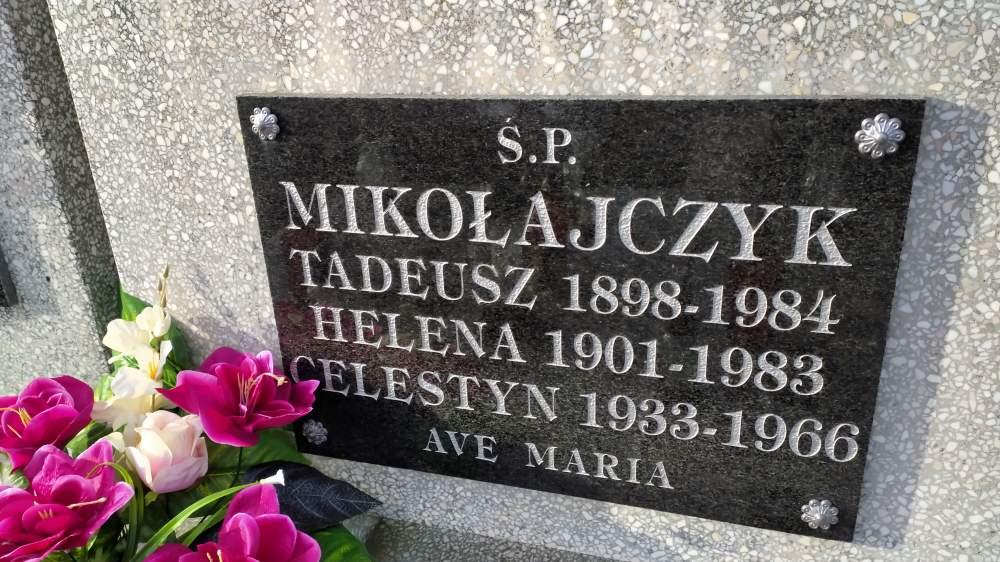 Ś.P.
MIKOŁAJCZYK
TADEUSZ 1898-1984
HELENA 1901-1983
CELESTYN 1933-1966
AVE MARIA